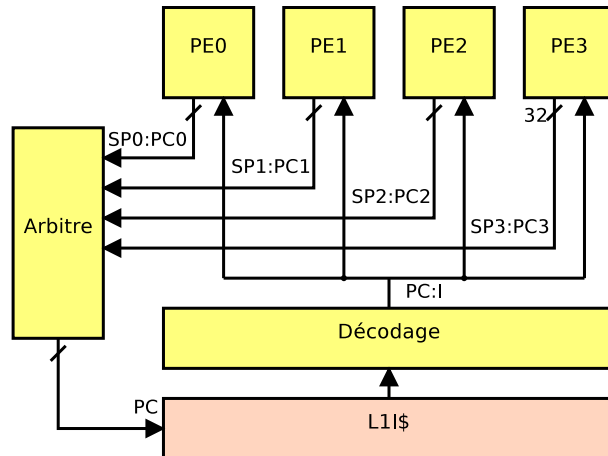 PE0
PE1
PE2
PE3
32
SP0:PC0
SP1:PC1
SP2:PC2
SP3:PC3
Arbitre
PC:I
Décodage
PC
L1I$